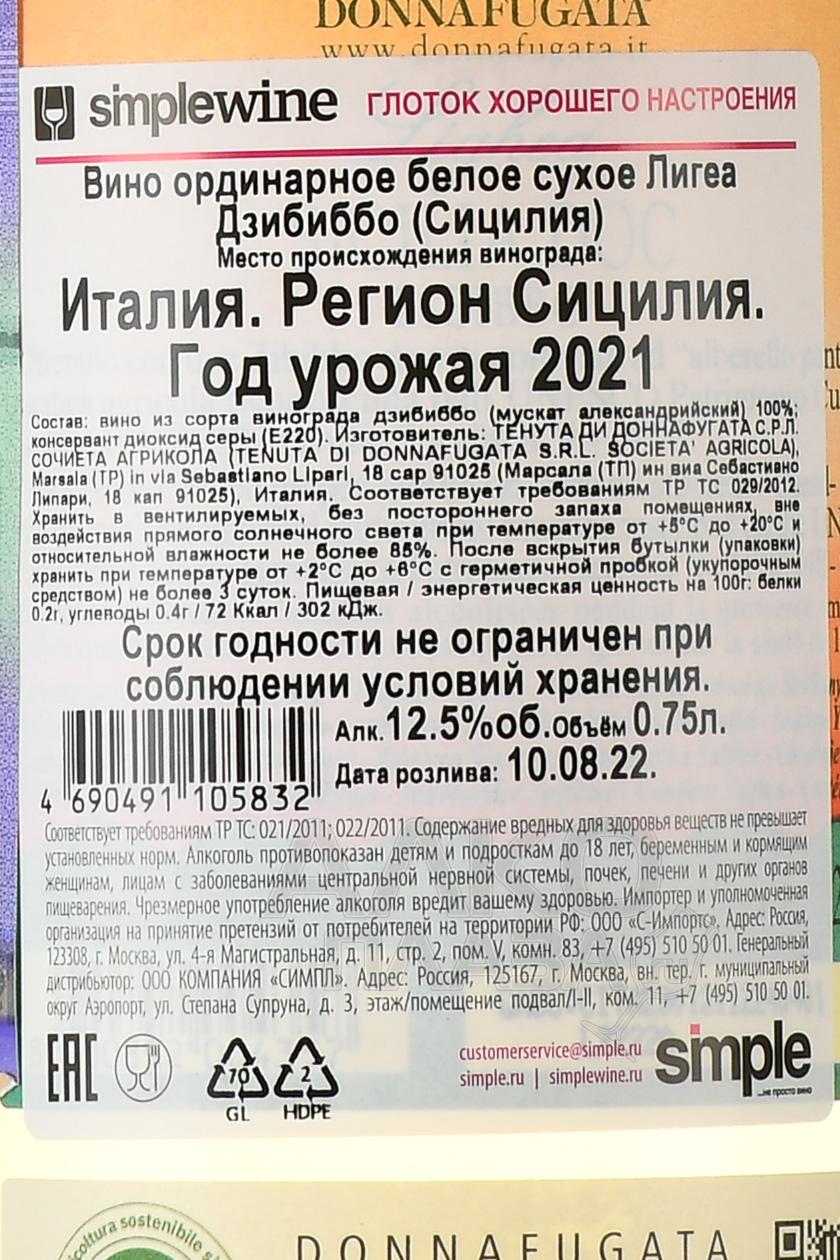 DONNAFUGATA
www.donnafugata.it
simplewine ГЛОТОК ХОРОШЕГО НАСТРОЕНИЯ
Вино ординарное белое сухое Лигеа
Дзибиббо (Сицилия)
Место происхождения винограда:
Италия. Регион Сицилия.
Год урожая 2021
Состав: вино из сорта винограда дзибиббо (мускат александрийский) 100%;
консервант диоксид серы (Е220). Изготовитель: ТЕНУТА ДИ ДОННАФУГАТА С.Р.Л.
СОЧИЕТА АГРИКОЛА (TENUTA DI DONNAFUGATA S.R.L. SOCIETA' AGRICOLA),
Marsala (TP) in via Sebastiano Lipari, 18 cap 91025 (Марсала (ТП) ин виа Себастиано
Липари, 18 кап 91025), Италия. Соответствует требованиям ТР ТС 029/2012.
Хранить в вентилируемых, без постороннего запаха помещениях, вне
воздействия прямого солнечного света при температуре от +5°С до +20°С и
относительной влажности не более 85%. После вскрытия бутылки (упаковки)
хранить при температуре от +2°С до +6°С с герметичной пробкой (укупорочным
средством) не более 3 суток. Пищевая / энергетическая ценность на 100г: белки
0.2г, углеводы 0.4г / 72 Ккал / 302 кДж.
Срок годности не ограничен при
соблюдении условий хранения.
Алк.12.5%об.Объём 0.75л.
Дата розлива: 10.08.22.
4 690491 105832
Соответствует требованиям ТР ТС: 021/2011; 022/2011. Содержание вредных для здоровья веществ не превышает
установленных норм. Алкоголь противопоказан детям и подросткам до 18 лет, беременным и кормящим
женщинам, лицам с заболеваниями центральной нервной системы, почек, печени и других органов
пищеварения. Чрезмерное употребление алкоголя вредит вашему здоровью. Импортер и уполномоченная
организация на принятие претензий от потребителей на территории РФ: ООО «С-Импортс». Адрес: Россия,
123308, г. Москва, ул. 4-я Магистральная, д. 11, стр. 2, пом. V, комн. 83, +7 (495) 510 50 01. Генеральный
дистрибьютор: ООО КОМПАНИЯ «СИМПЛ». Адрес: Россия, 125167, г. Москва, вн. тер. г. муниципальный
округ Аэропорт, ул. Степана Супруна, д. 3, этаж/помещение подвал/I-II, ком. 11, +7 (495) 510 50 01.
EAC
70 2
GL HDPE
customerservice@simple.ru
simple.ru | simplewine.ru
simple
...не просто вино
coltura sostenibile
DONNAFUGATA